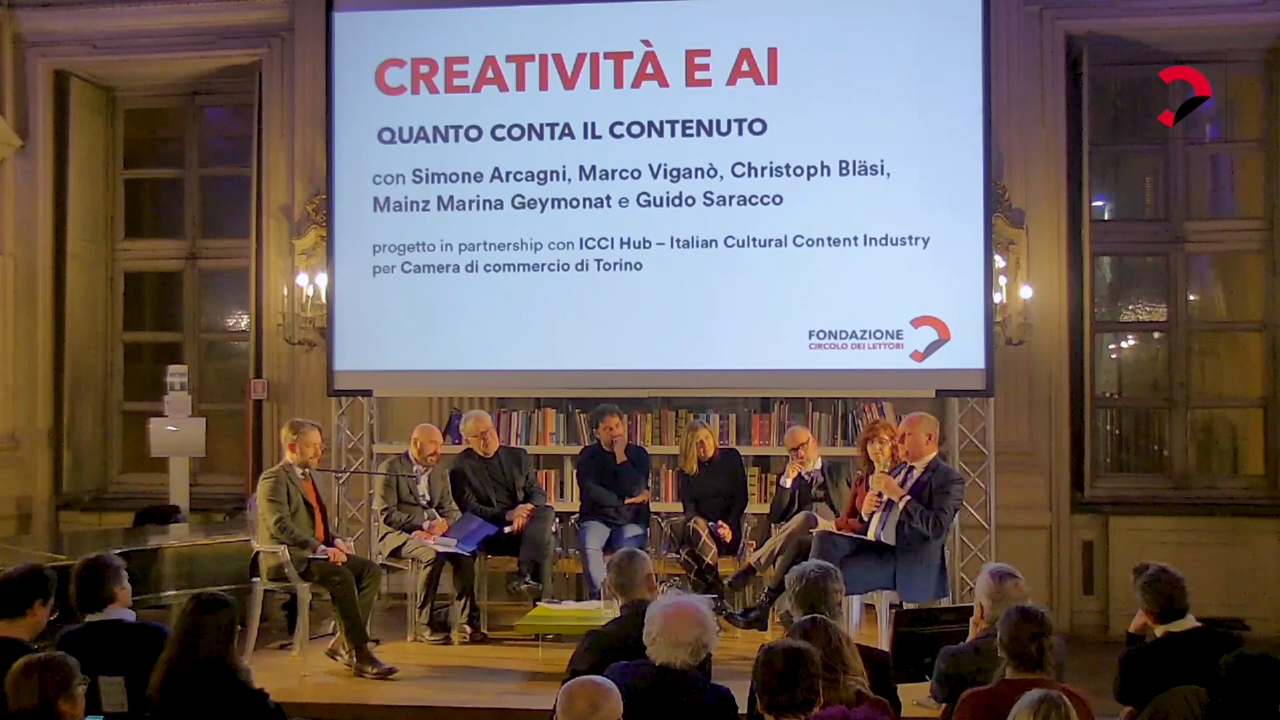 CREATIVITÀ E AI
QUANTO CONTA IL CONTENUTO
con Simone Arcagni, Marco Viganò, Christoph Bläsi,
Mainz Marina Geymonat e Guido Saracco
progetto in partnership con ICCI Hub – Italian Cultural Content Industry
per Camera di commercio di Torino
FONDAZIONE
CIRCOLO DEI LETTORI